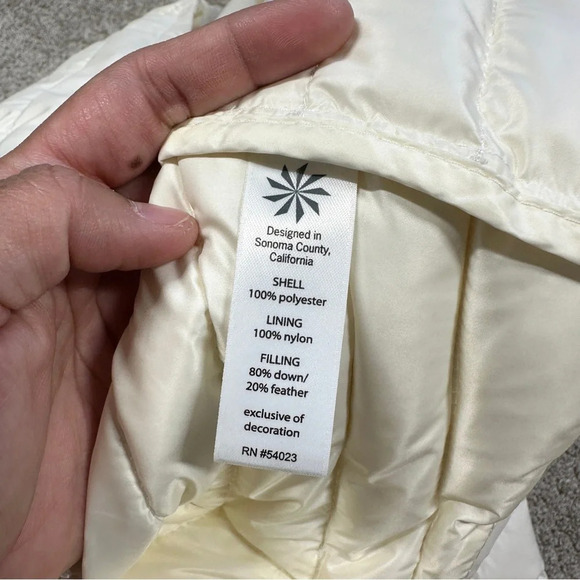 Designed in
Sonoma County,
California
SHELL
100% polyester
LINING
100% nylon
FILLING
80% down/
20% feather
exclusive of
decoration
RN #54023